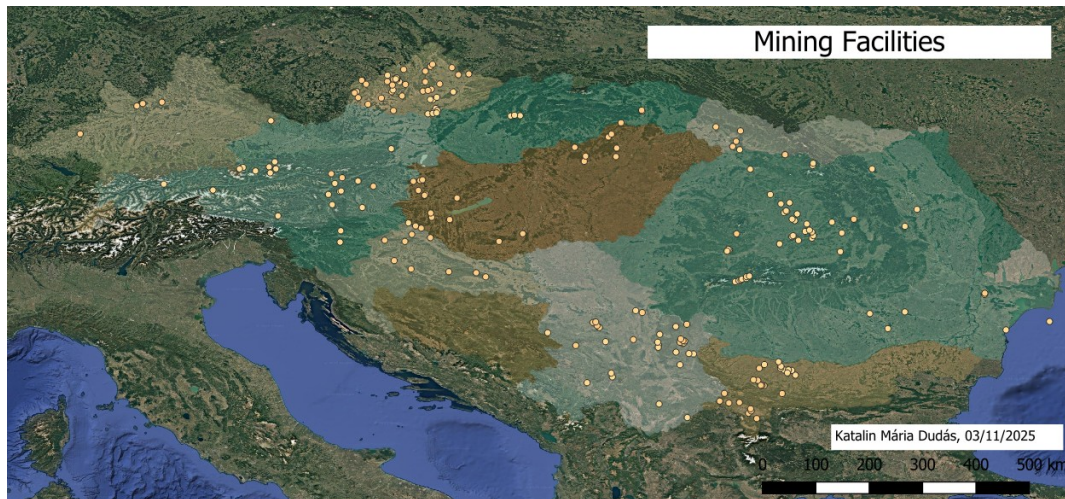 Mining Facilities
Katalin Mária Dudás, 03/11/2025
0 100 200 300 400 500 km